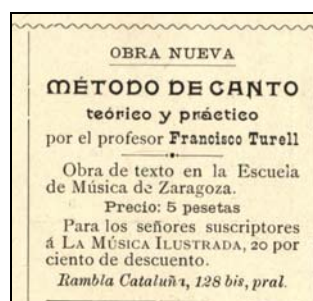 OBRA NUEVA
MÉTODO DE CANTO
teórico y práctico
por el profesor Francisco Turell
Obra de texto en la Escuela
de Música de Zaragoza.
Precio: 5 pesetas
Para los señores suscriptores
á LA MÚSICA ILUSTRADA, 20 por
ciento de descuento.
Rambla Cataluña, 128 bis, pral.